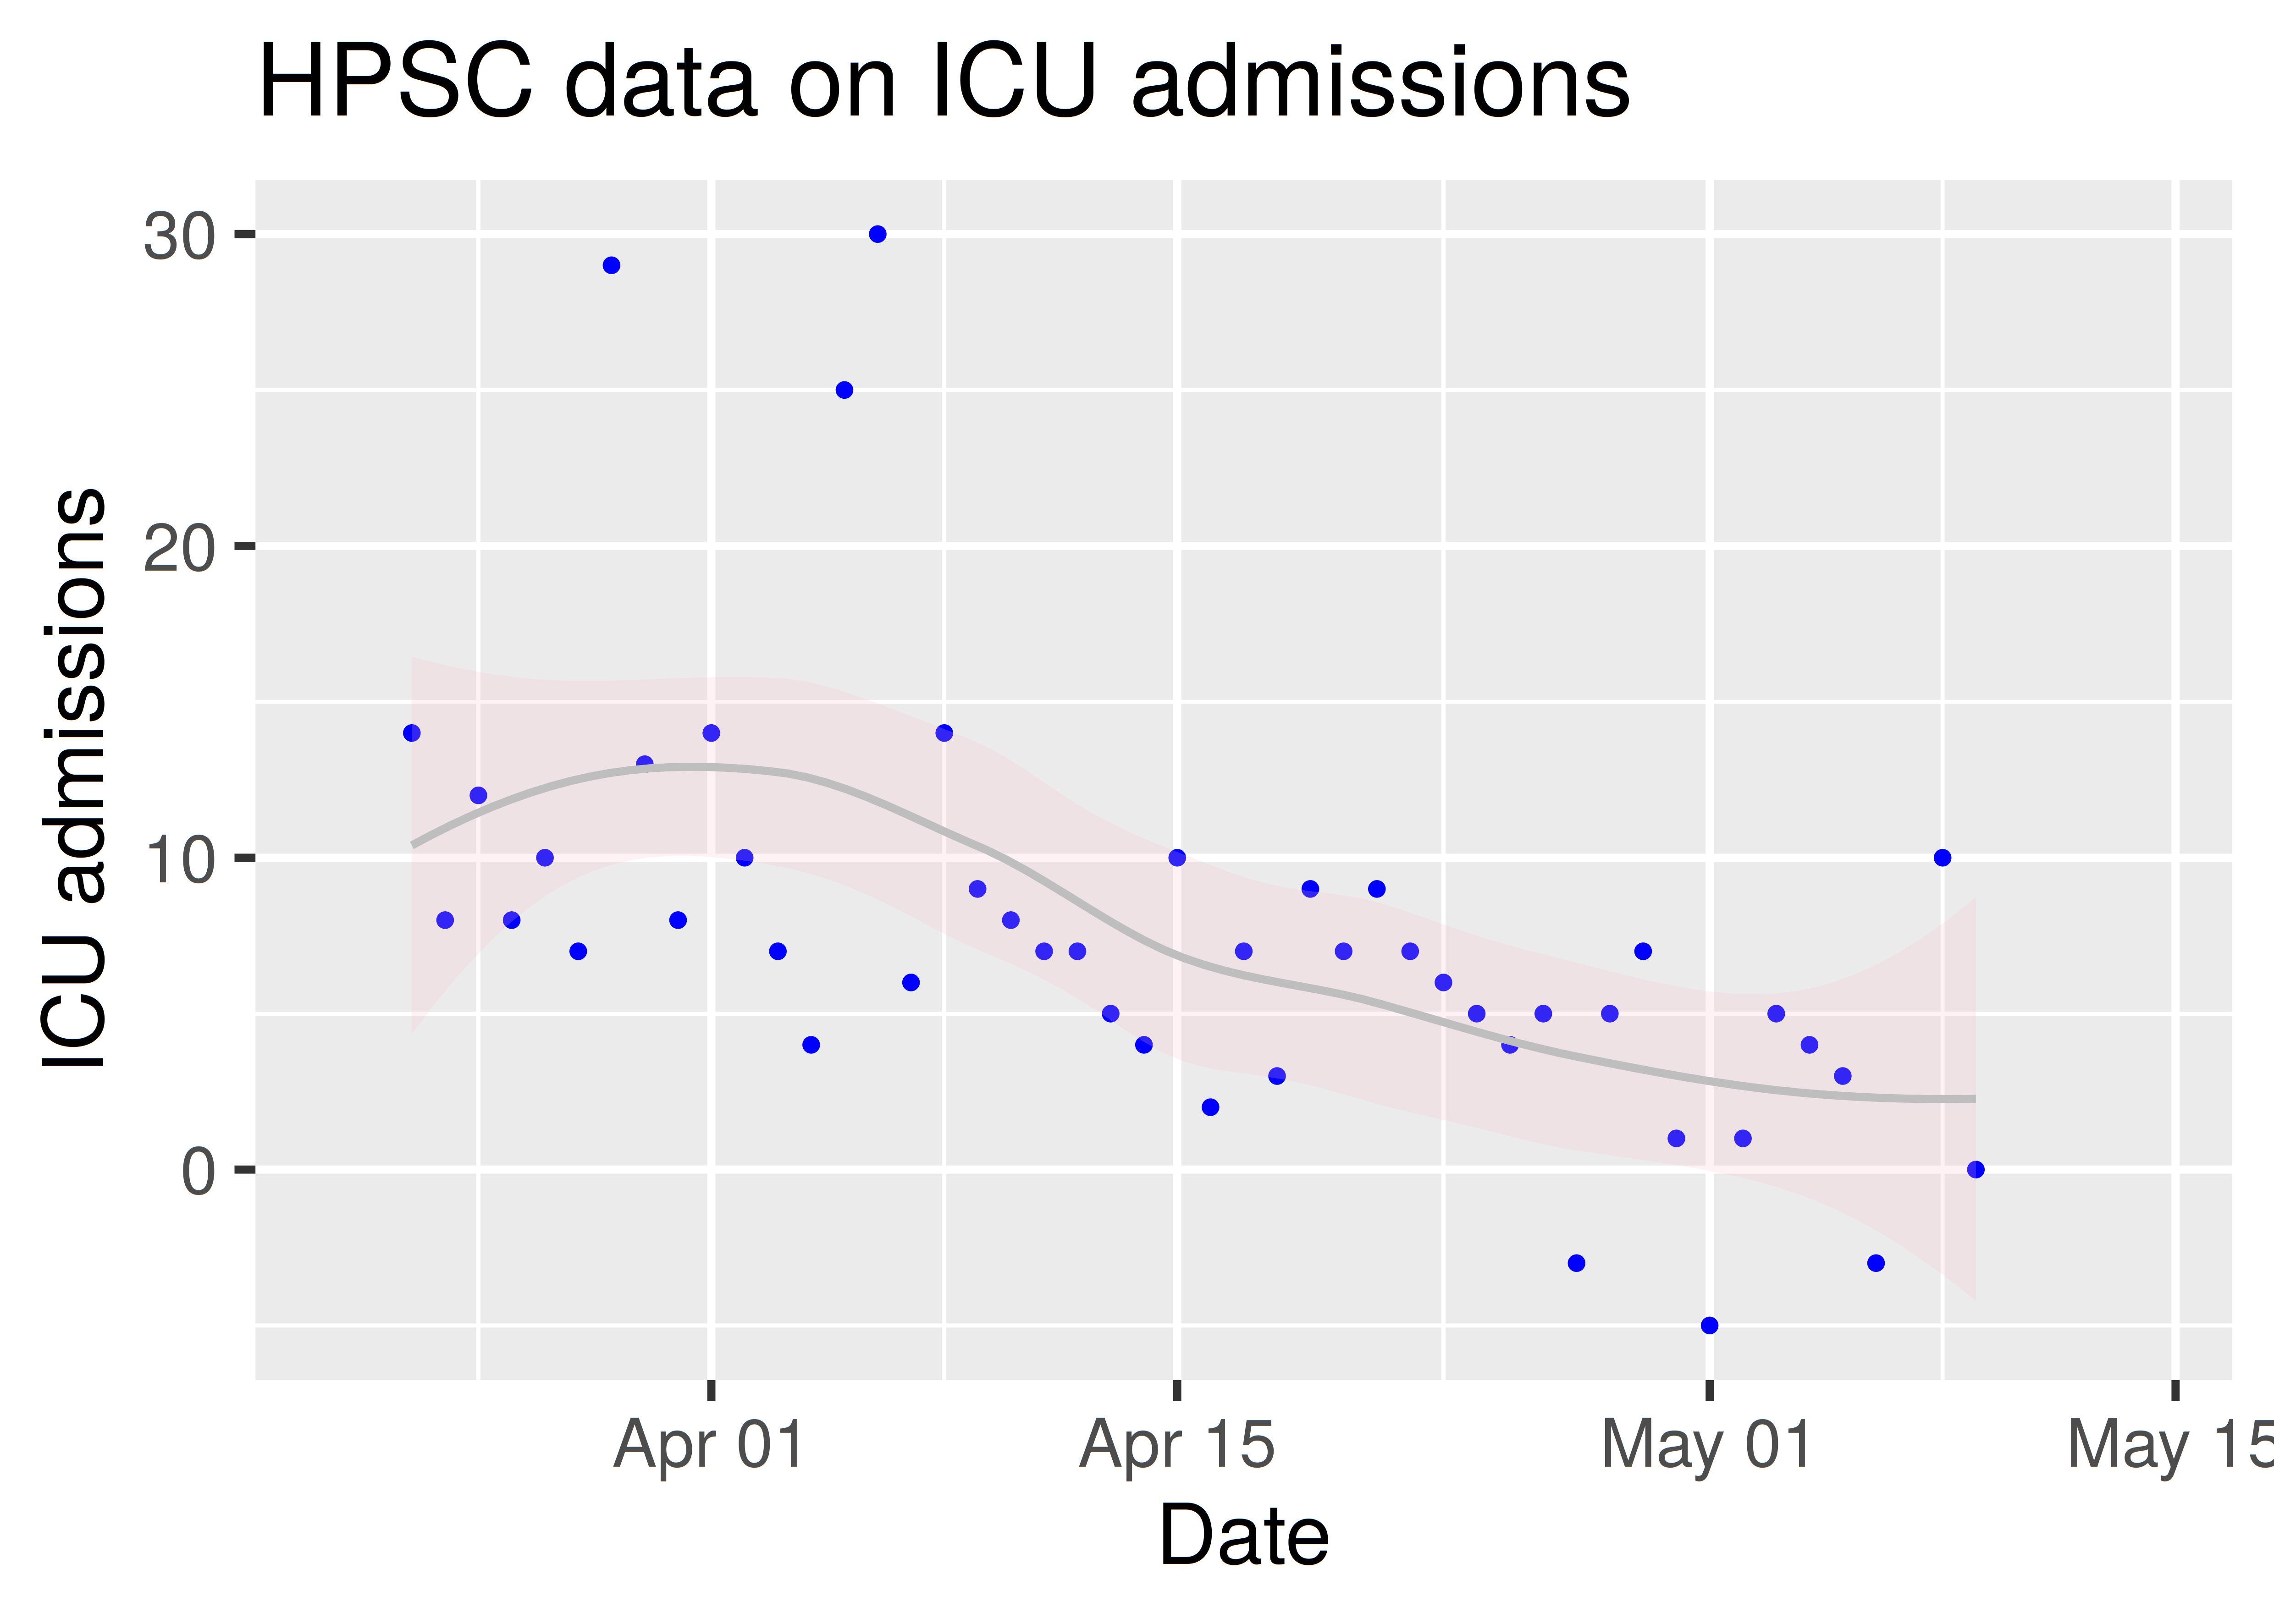 HPSC data on ICU admissions
ICU admissions
30
20
10
0
Apr 01 Apr 15 May 01 May 15
Date